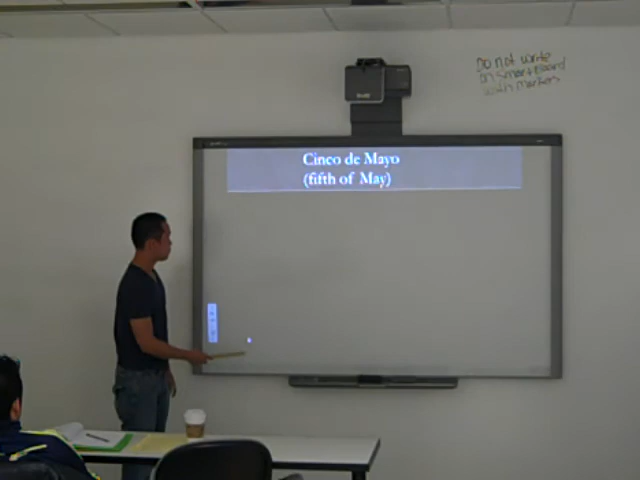 Do not write
on smartBoard
with markers
Cinco de Mayo
(fifth of May)